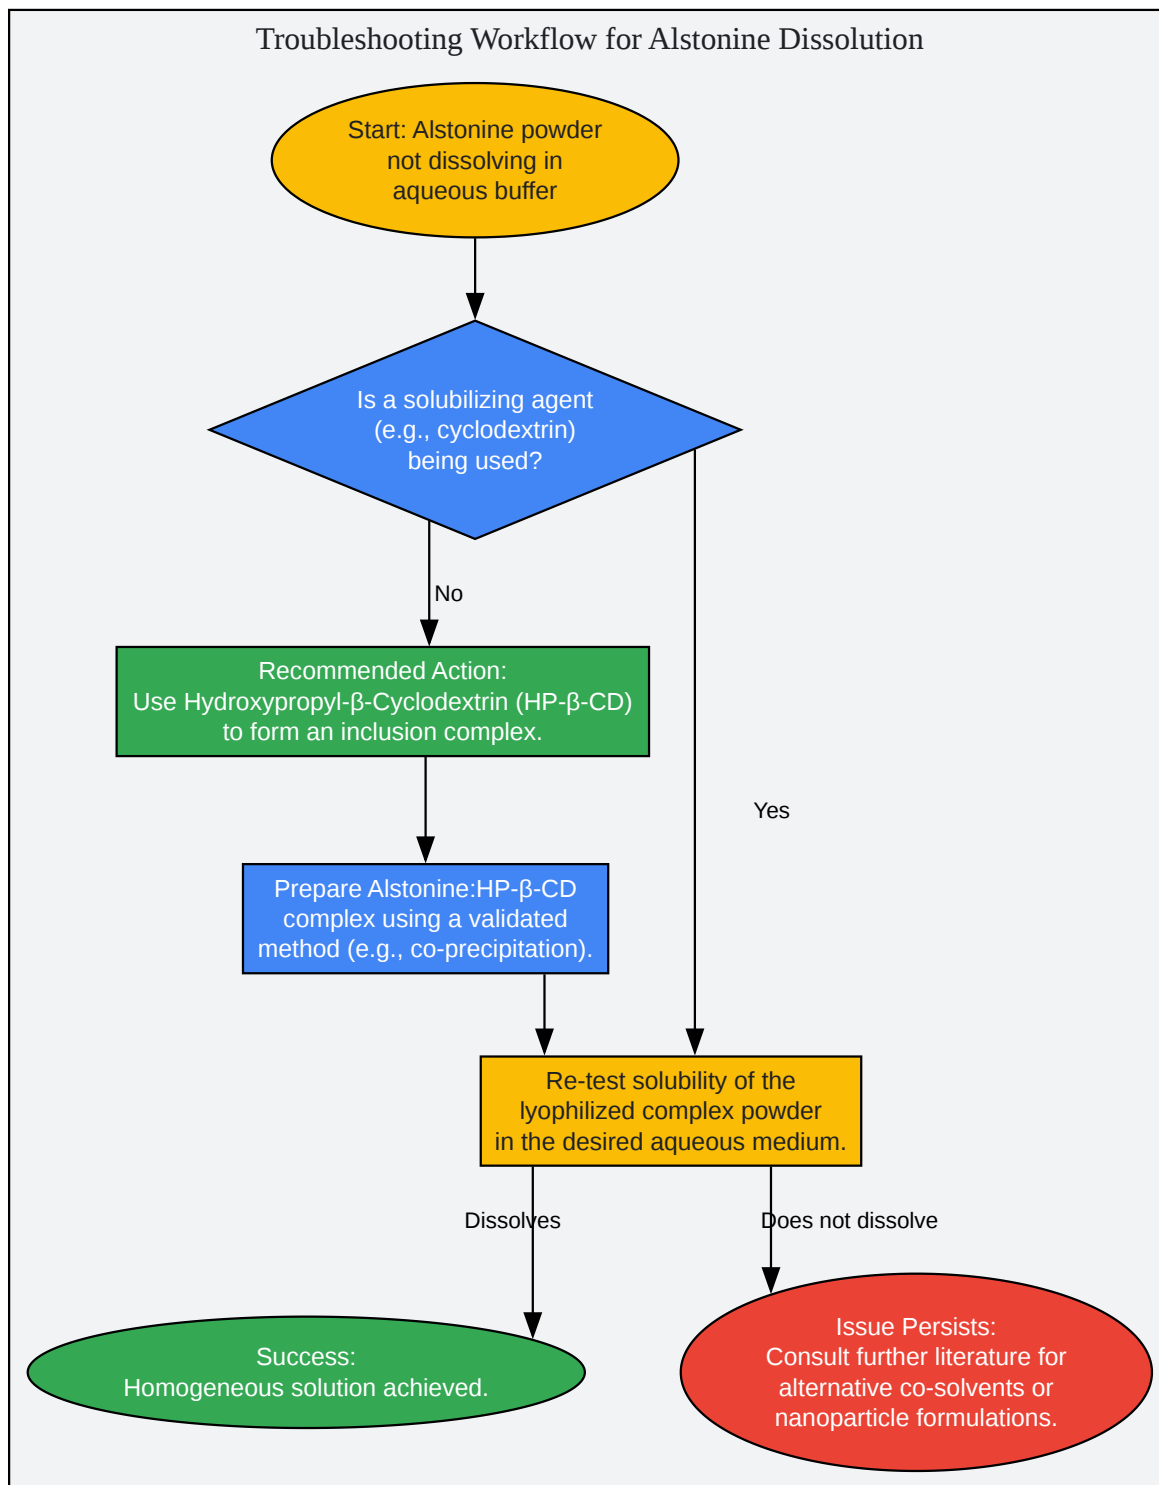 Troubleshooting Workflow for Alstonine Dissolution
Start: Alstonine powder
not dissolving in
aqueous buffer
Is a solubilizing agent
(e.g., cyclodextrin)
being used?
No
Recommended Action:
Use Hydroxypropyl-β-Cyclodextrin (HP-β-CD)
to form an inclusion complex.
Yes
Prepare Alstonine:HP-β-CD
complex using a validated
method (e.g., co-precipitation).
Re-test solubility of the
lyophilized complex powder
in the desired aqueous medium.
Dissolves
Does not dissolve
Success:
Homogeneous solution achieved.
Issue Persists:
Consult further literature for
alternative co-solvents or
nanoparticle formulations.